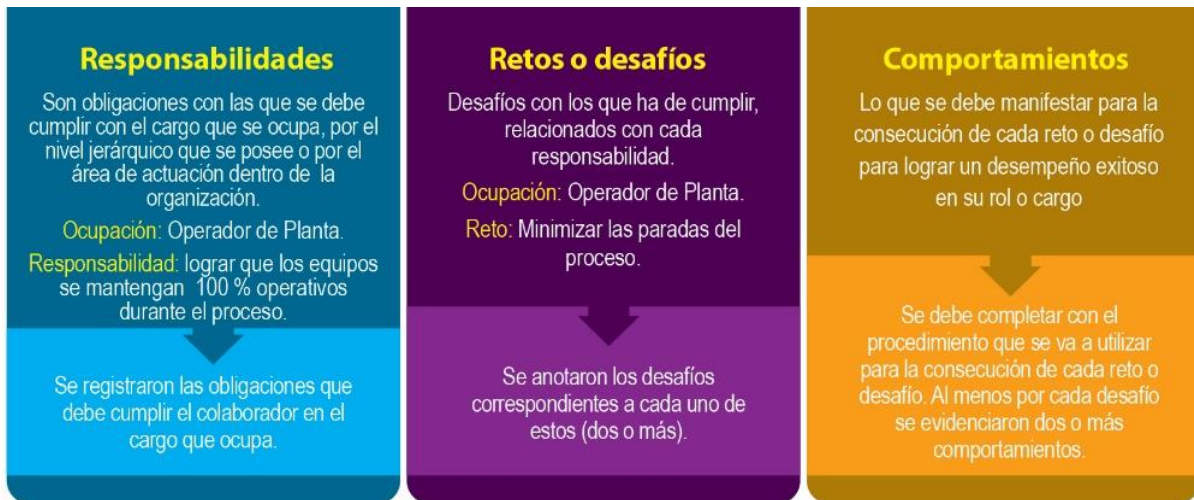 Responsabilidades
Son obligaciones con las que se debe
cumplir con el cargo que se ocupa, por el
nivel jerárquico que se posee o por el
área de actuación dentro de la
organización.
Ocupación: Operador de Planta.
Responsabilidad: lograr que los equipos
se mantengan 100 % operativos
durante el proceso.
Se registraron las obligaciones que
debe cumplir el colaborador en el
cargo que ocupa.
Retos o desafíos
Desafíos con los que ha de cumplir,
relacionados con cada
responsabilidad.
Ocupación: Operador de Planta.
Reto: Minimizar las paradas del
proceso.
Se anotaron los desafíos
correspondientes a cada uno de
estos (dos o más).
Comportamientos
Lo que se debe manifestar para la
consecución de cada reto o desafío
para lograr un desempeño exitoso
en su rol o cargo
Se debe completar con el
procedimiento que se va a utilizar
para la consecución de cada reto o
desafío. Al menos por cada desafío
se evidenciaron dos o más
comportamientos.